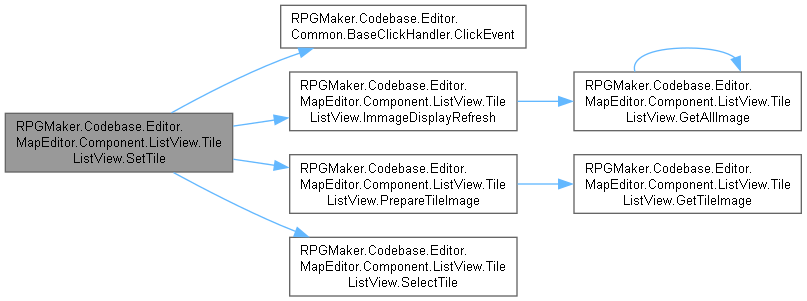 RPGMaker.Codebase.Editor.
Common.BaseClickHandler.ClickEvent
RPGMaker.Codebase.Editor.
MapEditor.Component.ListView.Tile
ListView.ImmageDisplayRefresh
RPGMaker.Codebase.Editor.
MapEditor.Component.ListView.Tile
ListView.GetAllImage
RPGMaker.Codebase.Editor.
MapEditor.Component.ListView.Tile
ListView.SetTile
RPGMaker.Codebase.Editor.
MapEditor.Component.ListView.Tile
ListView.PrepareTileImage
RPGMaker.Codebase.Editor.
MapEditor.Component.ListView.Tile
ListView.GetTileImage
RPGMaker.Codebase.Editor.
MapEditor.Component.ListView.Tile
ListView.SelectTile